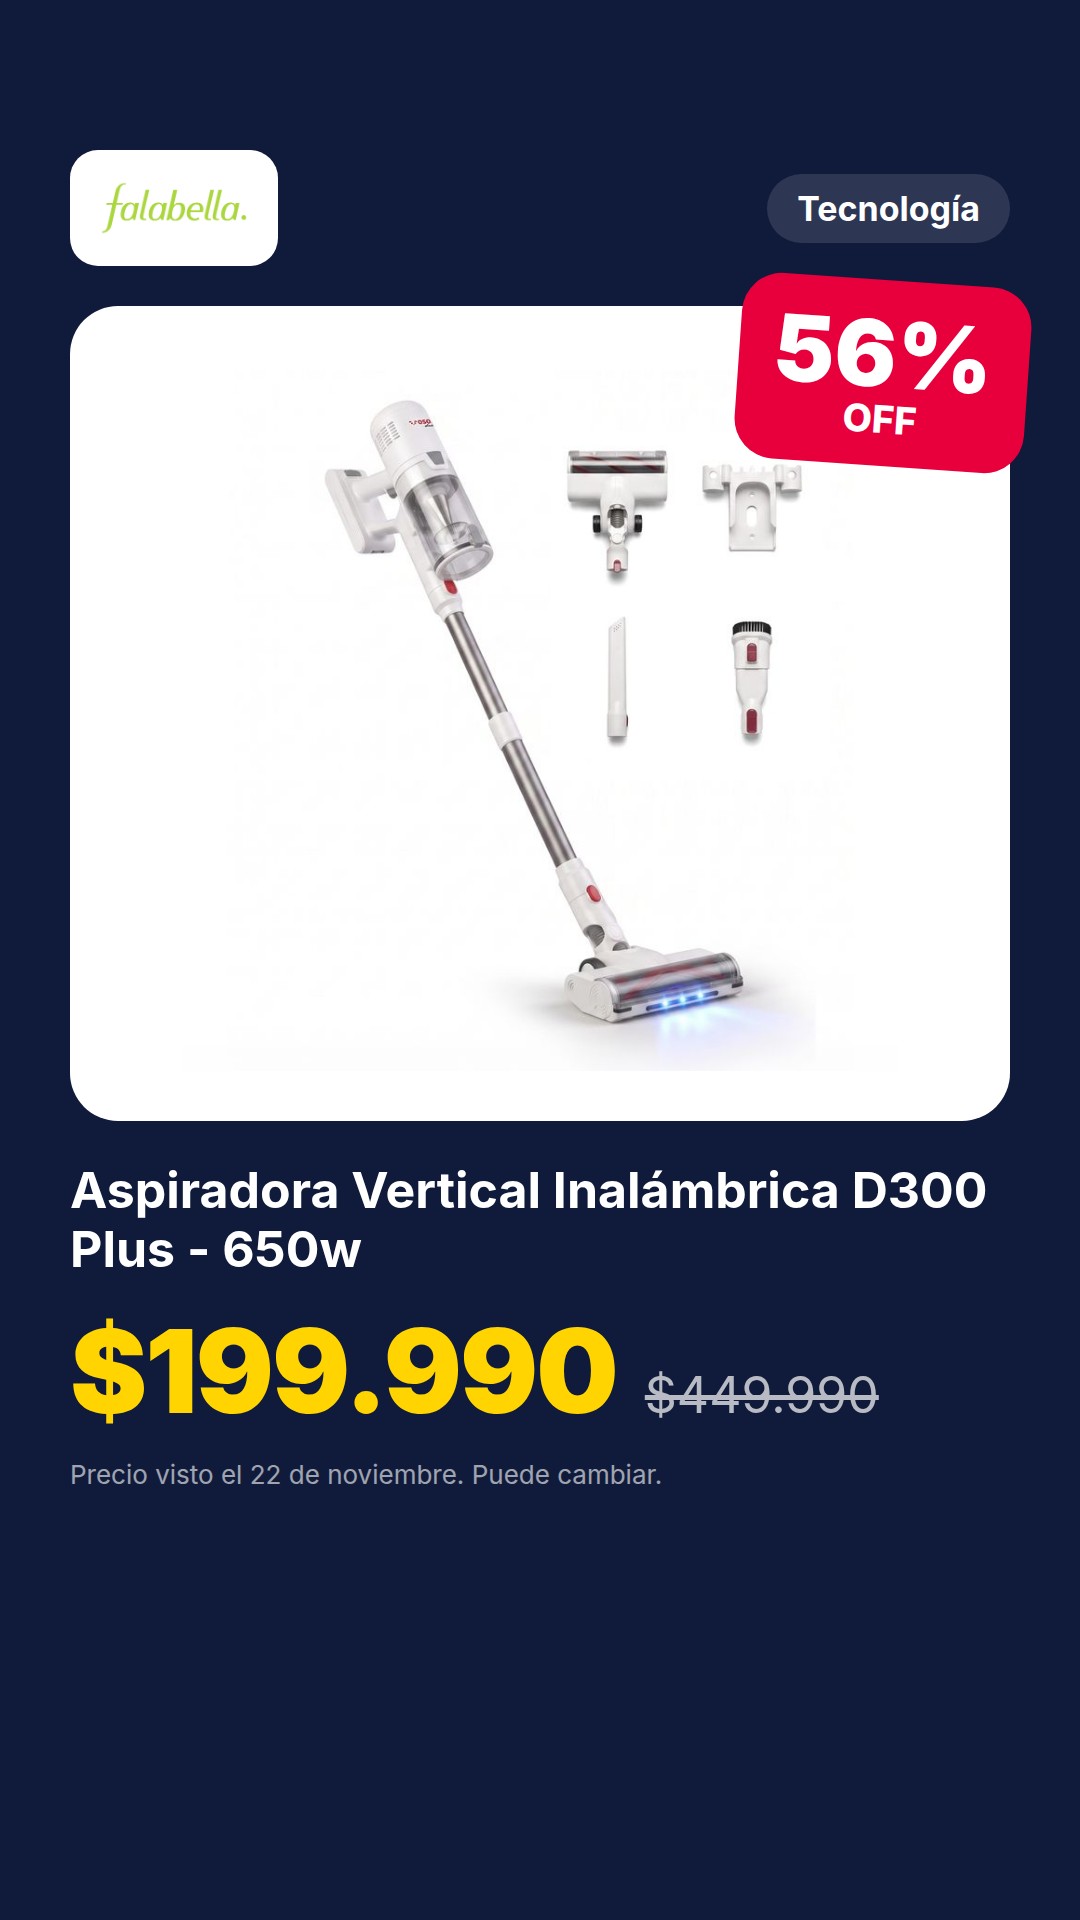 falabella.
Tecnología
56%
OFF
Aspiradora Vertical Inalámbrica D300
Plus - 650w
$199.990 $449.990
Precio visto el 22 de noviembre. Puede cambiar.